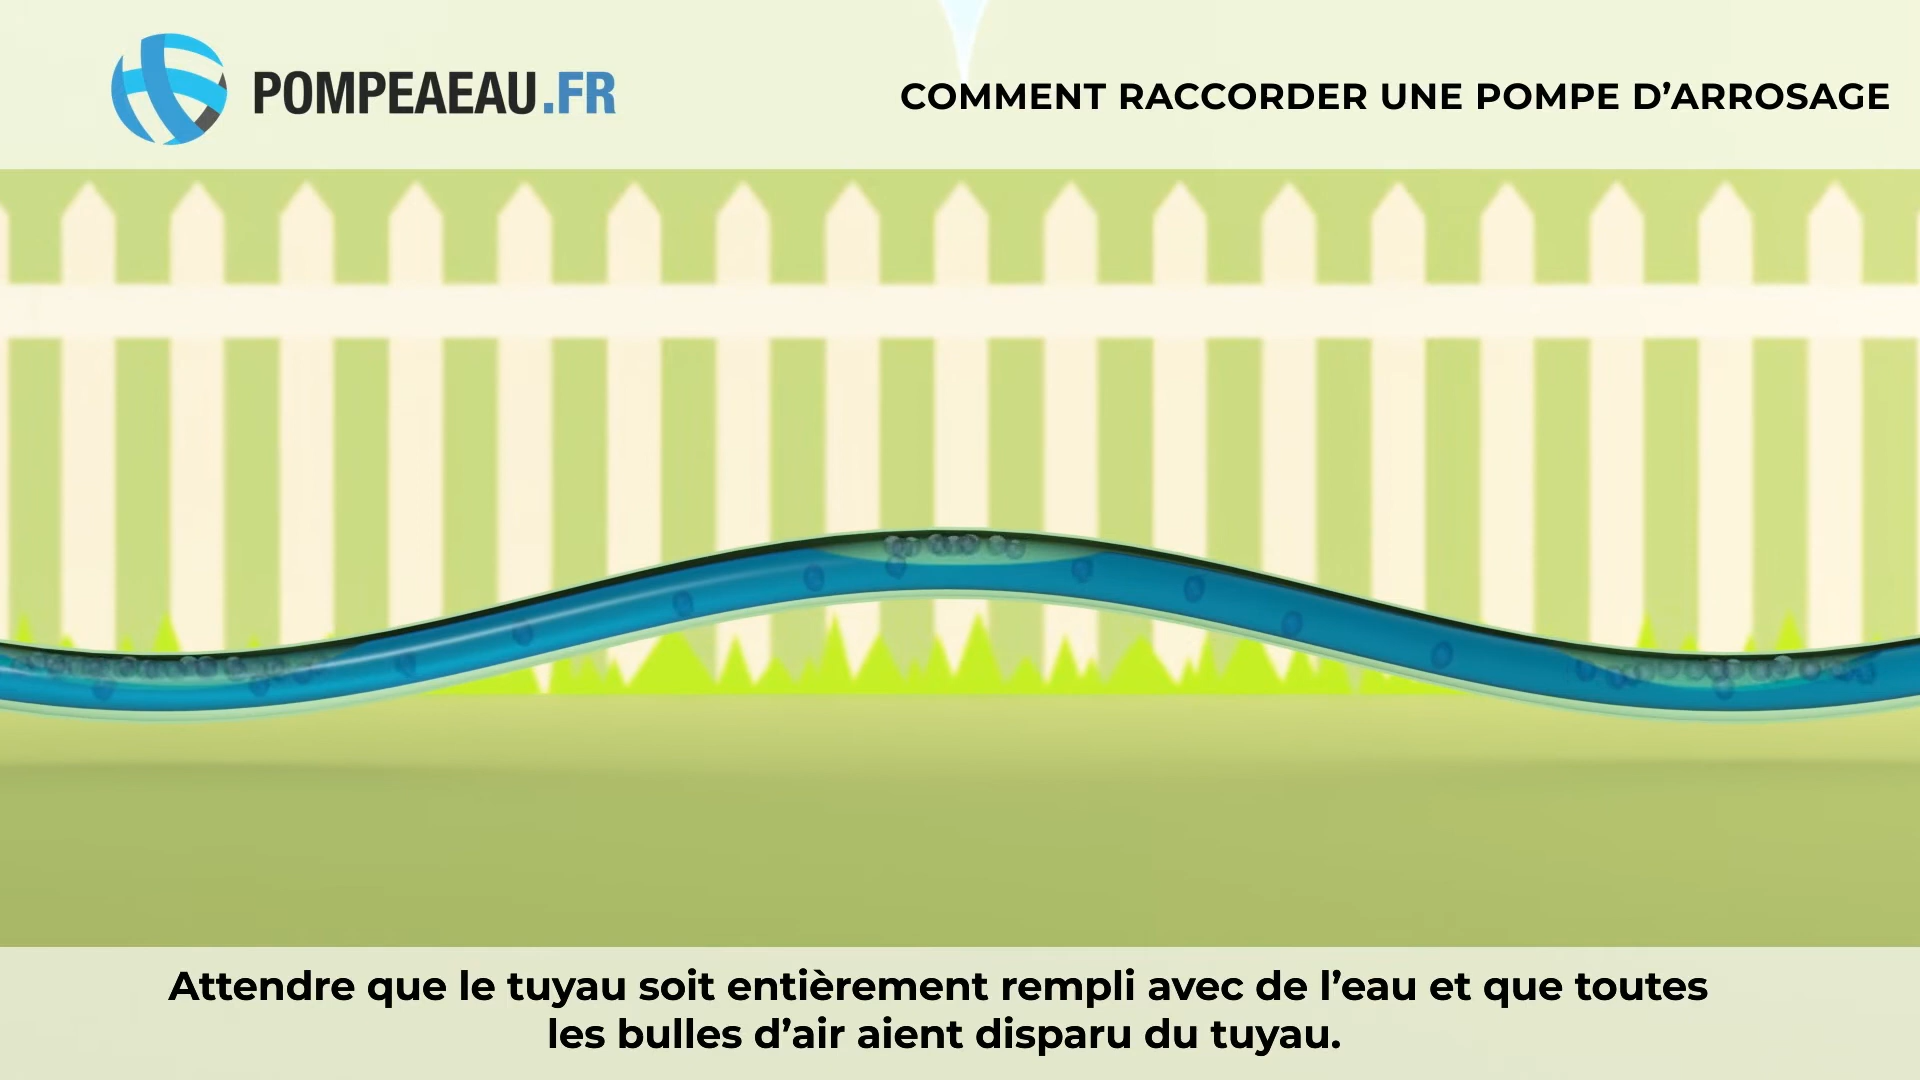 POMPEAEAU.FR
COMMENT RACCORDER UNE POMPE D’ARROSAGE
Attendre que le tuyau soit entièrement rempli avec de l’eau et que toutes
les bulles d’air aient disparu du tuyau.